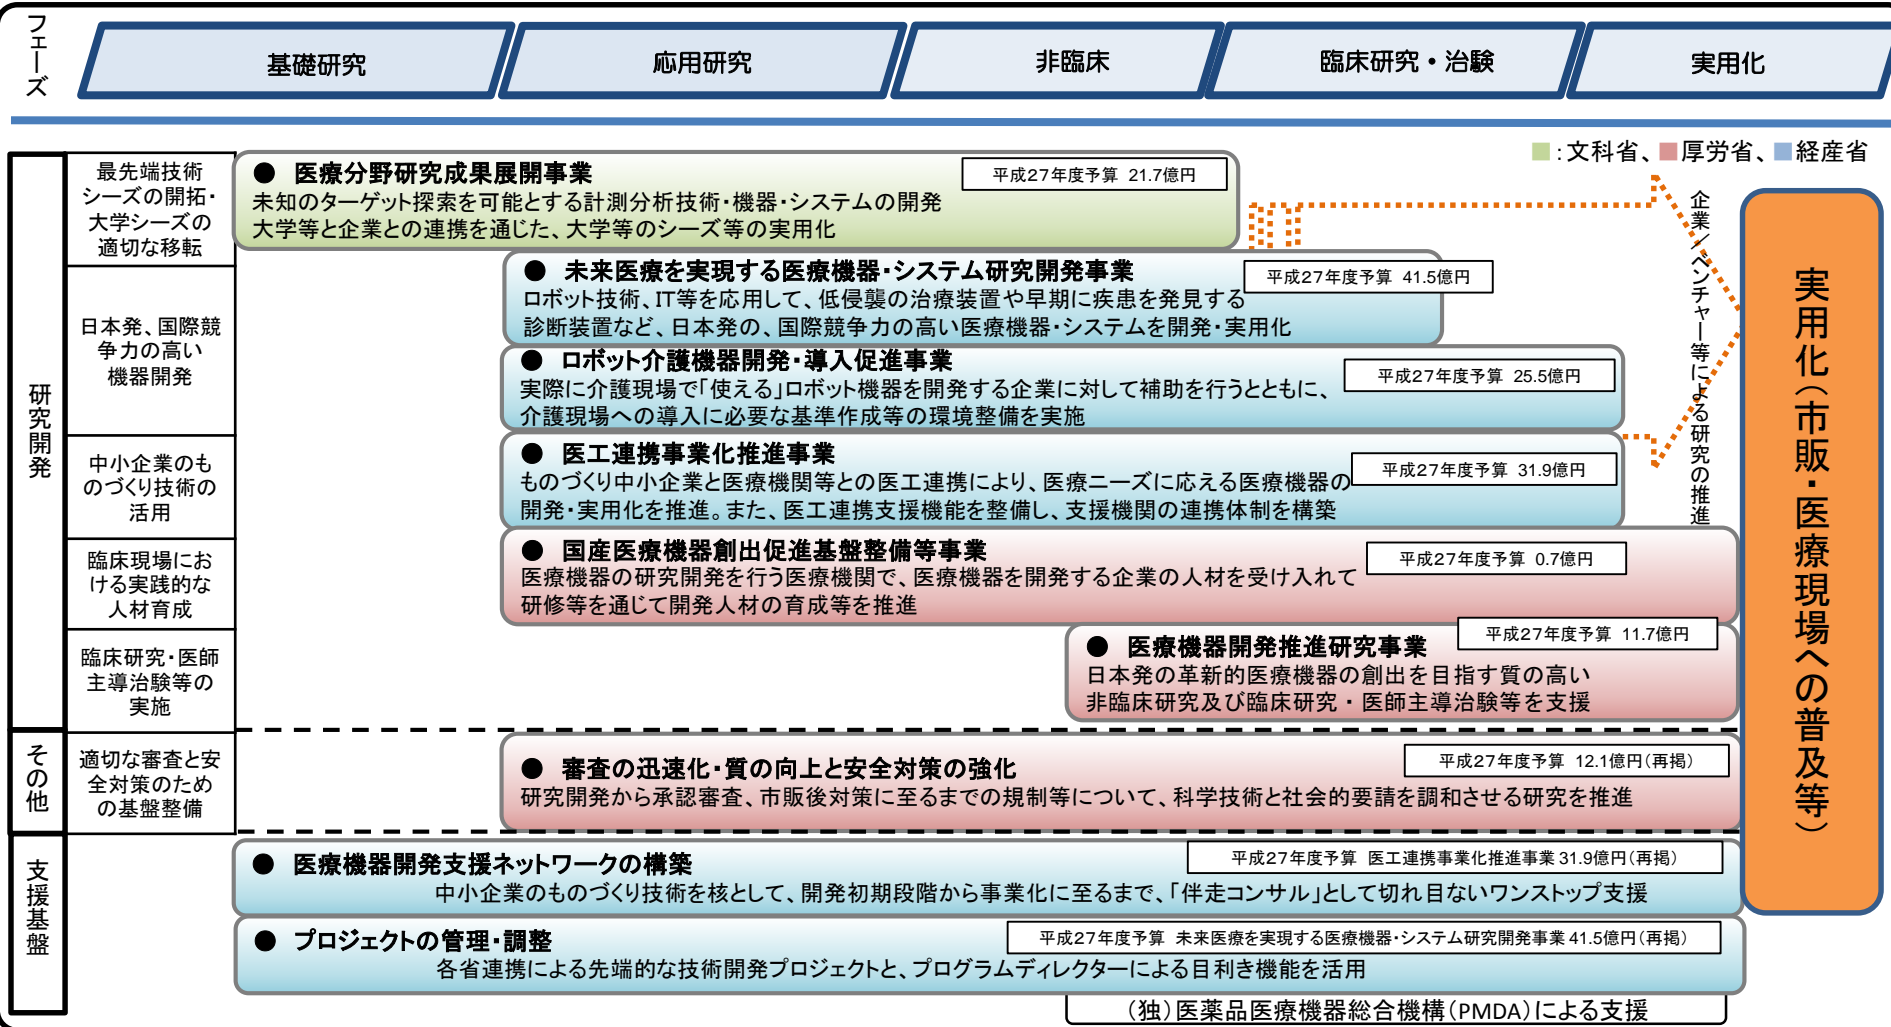 フェーズ
基礎研究
応用研究
非臨床
臨床研究・治験
実用化
■:文科省、■厚労省、■経産省
研究開発
最先端技術
シーズの開拓・
大学シーズの
適切な移転
● 医療分野研究成果展開事業
平成27年度予算 21.7億円
未知のターゲット探索を可能とする計測分析技術・機器・システムの開発
大学等と企業との連携を通じた、大学等のシーズ等の実用化
日本発、国際競
争力の高い
機器開発
● 未来医療を実現する医療機器・システム研究開発事業
平成27年度予算 41.5億円
ロボット技術、IT等を応用して、低侵襲の治療装置や早期に疾患を発見する
診断装置など、日本発の、国際競争力の高い医療機器・システムを開発・実用化
● ロボット介護機器開発・導入促進事業
平成27年度予算 25.5億円
実際に介護現場で「使える」ロボット機器を開発する企業に対して補助を行うとともに、
介護現場への導入に必要な基準作成等の環境整備を実施
中小企業のも
のづくり技術の
活用
● 医工連携事業化推進事業
平成27年度予算 31.9億円
ものづくり中小企業と医療機関等との医工連携により、医療ニーズに応える医療機器の
開発・実用化を推進。また、医工連携支援機能を整備し、支援機関の連携体制を構築
臨床現場にお
ける実践的な
人材育成
● 国産医療機器創出促進基盤整備等事業
平成27年度予算 0.7億円
医療機器の研究開発を行う医療機関で、医療機器を開発する企業の人材を受け入れて
研修等を通じて開発人材の育成等を推進
臨床研究・医師
主導治験等の
実施
● 医療機器開発推進研究事業
平成27年度予算 11.7億円
日本発の革新的医療機器の創出を目指す質の高い
非臨床研究及び臨床研究・医師主導治験等を支援
企業/ベンチャー等による研究の推進
実用化(市販・医療現場への普及等)
その他
適切な審査と安
全対策のため
の基盤整備
● 審査の迅速化・質の向上と安全対策の強化
平成27年度予算 12.1億円(再掲)
研究開発から承認審査、市販後対策に至るまでの規制等について、科学技術と社会的要請を調和させる研究を推進
支援基盤
● 医療機器開発支援ネットワークの構築
平成27年度予算 医工連携事業化推進事業 31.9億円(再掲)
中小企業のものづくり技術を核として、開発初期段階から事業化に至るまで、「伴走コンサル」として切れ目ないワンストップ支援
● プロジェクトの管理・調整
平成27年度予算 未来医療を実現する医療機器・システム研究開発事業 41.5億円(再掲)
各省連携による先端的な技術開発プロジェクトと、プログラムディレクターによる目利き機能を活用
(独)医薬品医療機器総合機構(PMDA)による支援